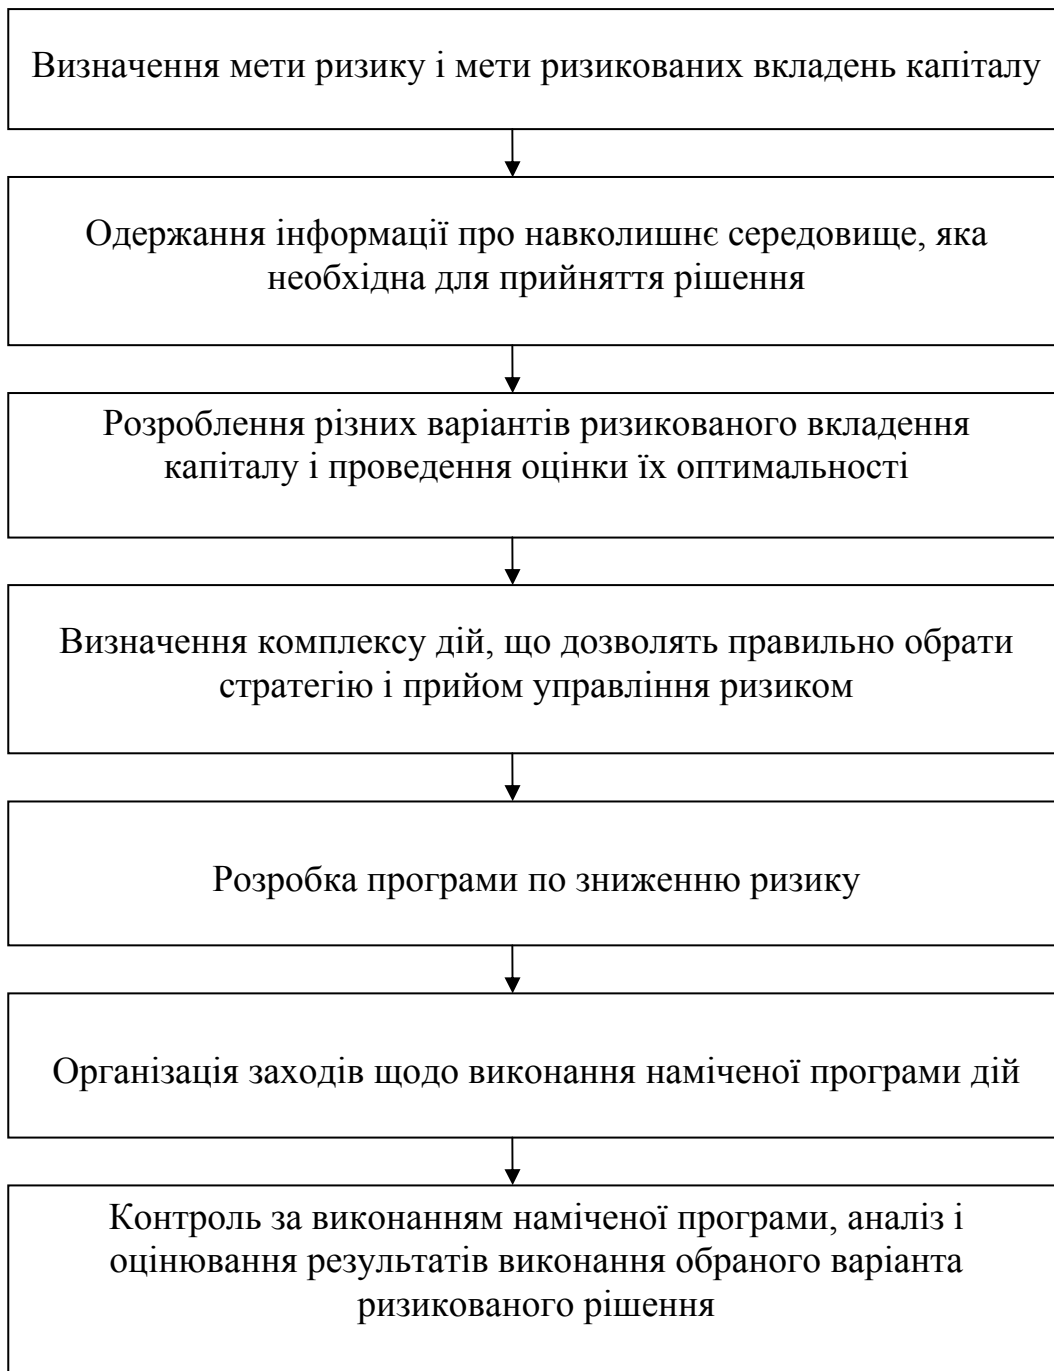 Визначення мети ризику і мети ризикованих вкладень капіталу
Одержання інформації про навколишнє середовище, яка
необхідна для прийняття рішення
Розроблення різних варіантів ризикованого вкладення
капіталу і проведення оцінки їх оптимальності
Визначення комплексу дій, що дозволять правильно обрати
стратегію і прийом управління ризиком
Розробка програми по зниженню ризику
Організація заходів щодо виконання наміченої програми дій
Контроль за виконанням наміченої програми, аналіз і
оцінювання результатів виконання обраного варіанта
ризикованого рішення